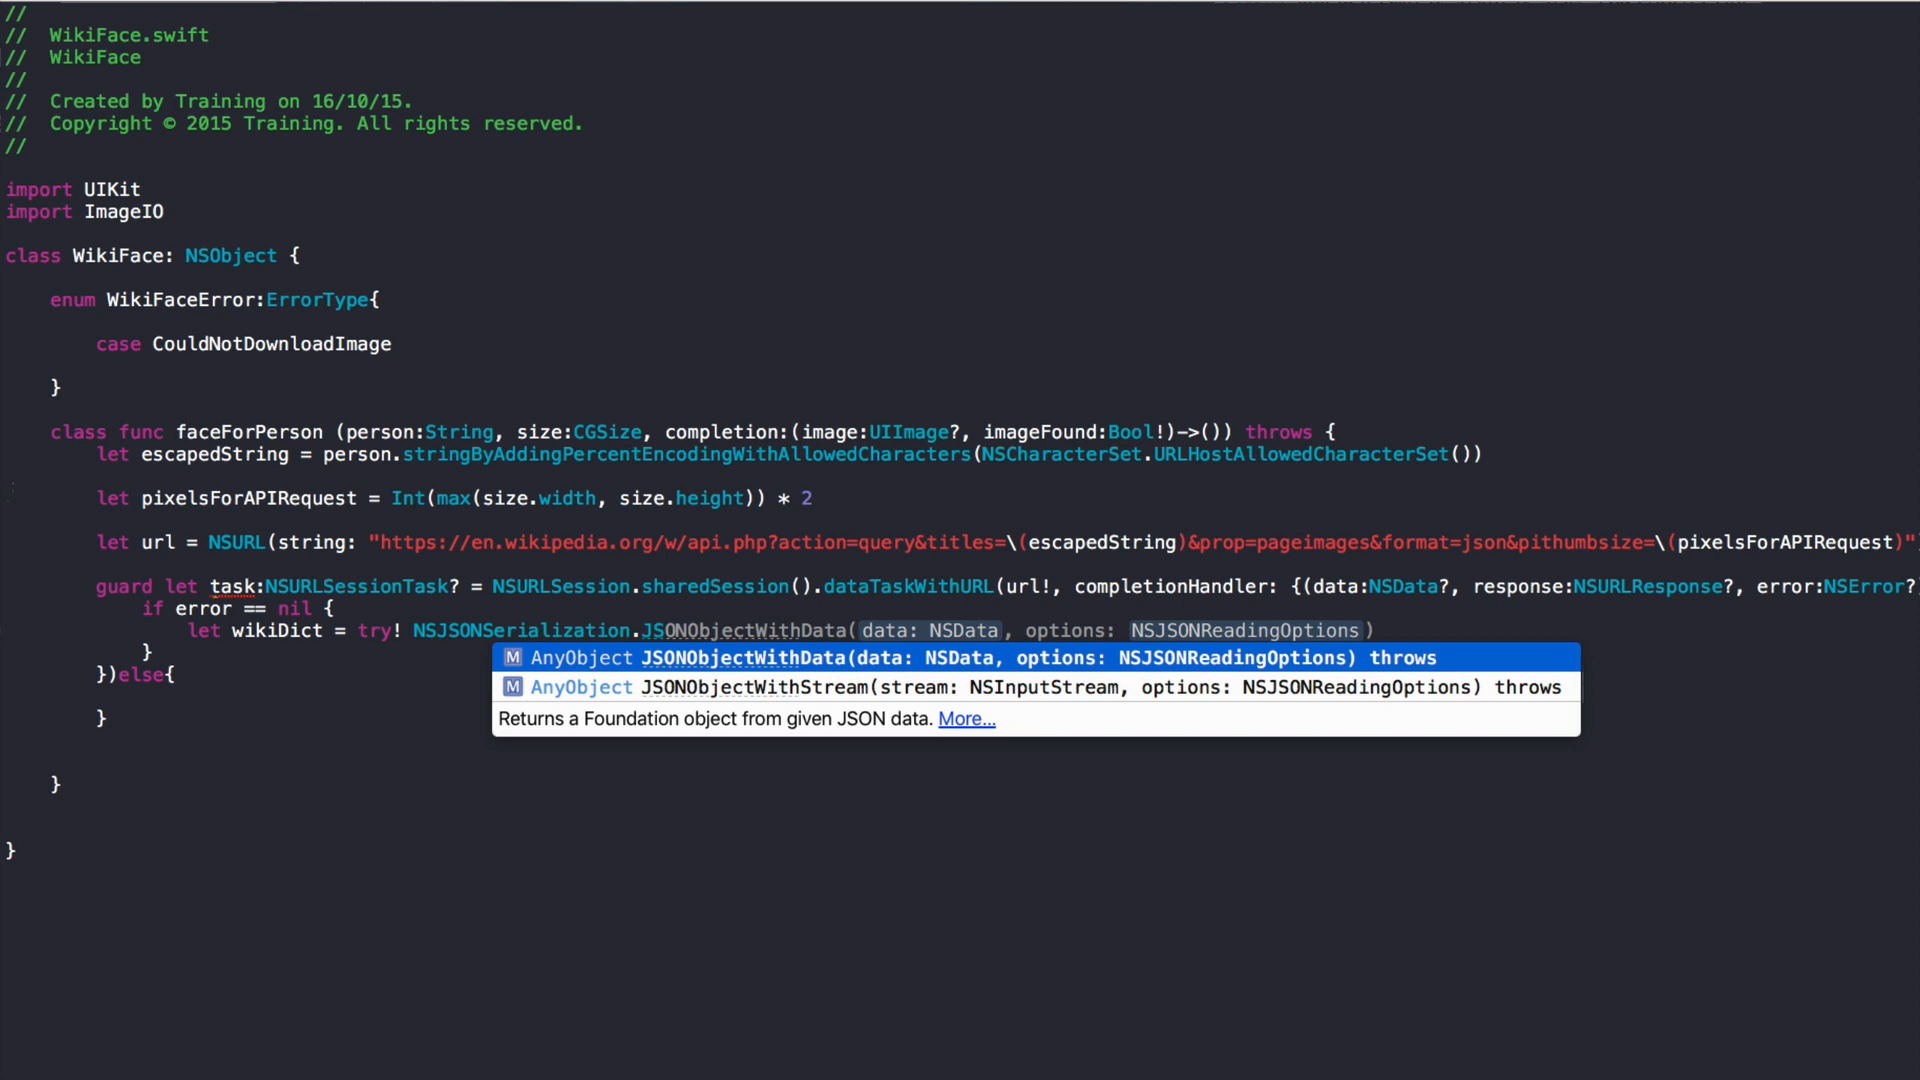 //
//  WikiFace.swift
//  WikiFace
//
//  Created by Training on 16/10/15.
//  Copyright © 2015 Training. All rights reserved.
//
import UIKit
import ImageIO
class WikiFace: NSObject {
enum WikiFaceError:ErrorType{
case CouldNotDownloadImage
}
class func faceForPerson (person:String, size:CGSize, completion:(image:UIImage?, imageFound:Bool!)->()) throws {
let escapedString = person.stringByAddingPercentEncodingWithAllowedCharacters(NSCharacterSet.URLHostAllowedCharacterSet())
let pixelsForAPIRequest = Int(max(size.width, size.height)) * 2
let url = NSURL(string: "https://en.wikipedia.org/w/api.php?action=query&titles=\(escapedString)&prop=pageimages&format=json&pithumbsize=\(pixelsForAPIRequest)"
guard let task:NSURLSessionTask? = NSURLSession.sharedSession().dataTaskWithURL(url!, completionHandler: {(data:NSData?, response:NSURLResponse?, error:NSError?
if error == nil {
let wikiDict = try! NSJSONSerialization.JSONObjectWithData(data: NSData, options: NSJSONReadingOptions)
}
M AnyObject JSONObjectWithData(data: NSData, options: NSJSONReadingOptions) throws
})else{
M AnyObject JSONObjectWithStream(stream: NSInputStream, options: NSJSONReadingOptions) throws
}
Returns a Foundation object from given JSON data. More...
}
}